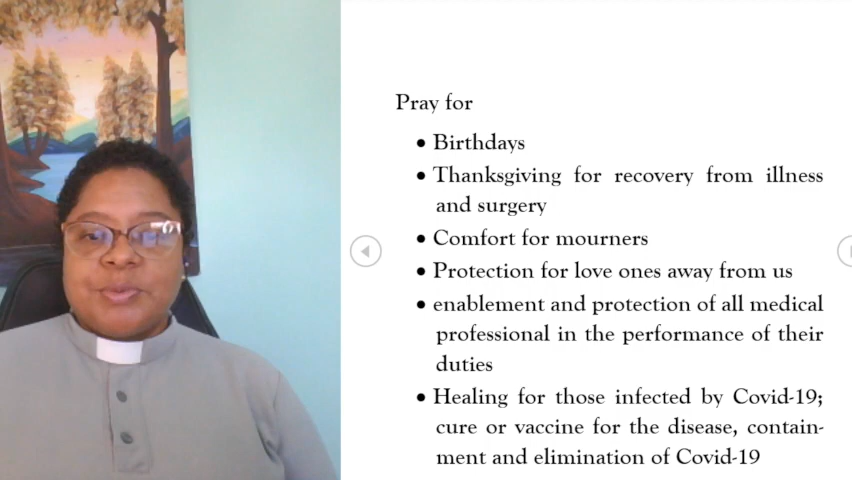 Pray for
• Birthdays
• Thanksgiving for recovery from illness
and surgery
• Comfort for mourners
• Protection for love ones away from us
• enablement and protection of all medical
professional in the performance of their
duties
• Healing for those infected by Covid-19;
cure or vaccine for the disease, contain-
ment and elimination of Covid-19